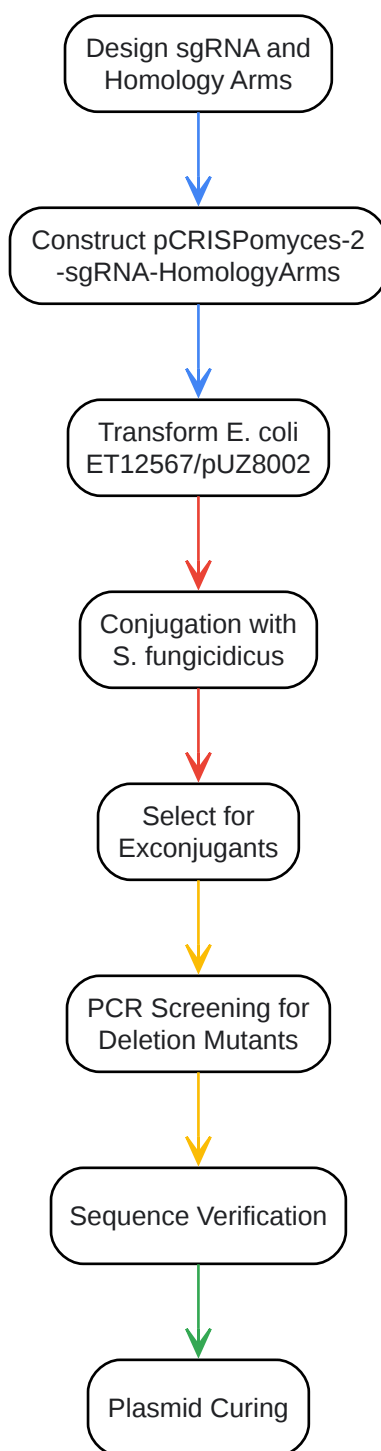 Design sgRNA and
Homology Arms
Construct pCRISPomyces-2
-sgRNA-HomologyArms
Transform E. coli
ET12567/pUZ8002
Conjugation with
S. fungicidicus
Select for
Exconjugants
PCR Screening for
Deletion Mutants
Sequence Verification
Plasmid Curing